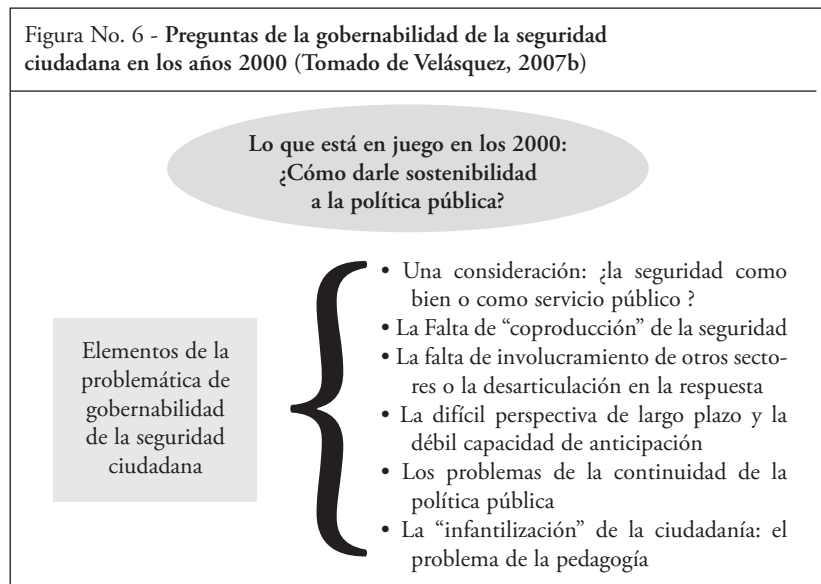 Figura No. 6 - Preguntas de la gobernabilidad de la seguridad
ciudadana en los años 2000 (Tomado de Velásquez, 2007b)
Lo que está en juego en los 2000:
¿Cómo darle sostenibilidad
a la política pública?
Elementos de la
problemática de
gobernabilidad
de la seguridad
ciudadana
• Una consideración: ¿la seguridad como
bien o como servicio público ?
• La Falta de “coproducción” de la seguridad
• La falta de involucramiento de otros secto-
res o la desarticulación en la respuesta
• La difícil perspectiva de largo plazo y la
débil capacidad de anticipación
• Los problemas de la continuidad de la
política pública
• La “infantilización” de la ciudadanía: el
problema de la pedagogía